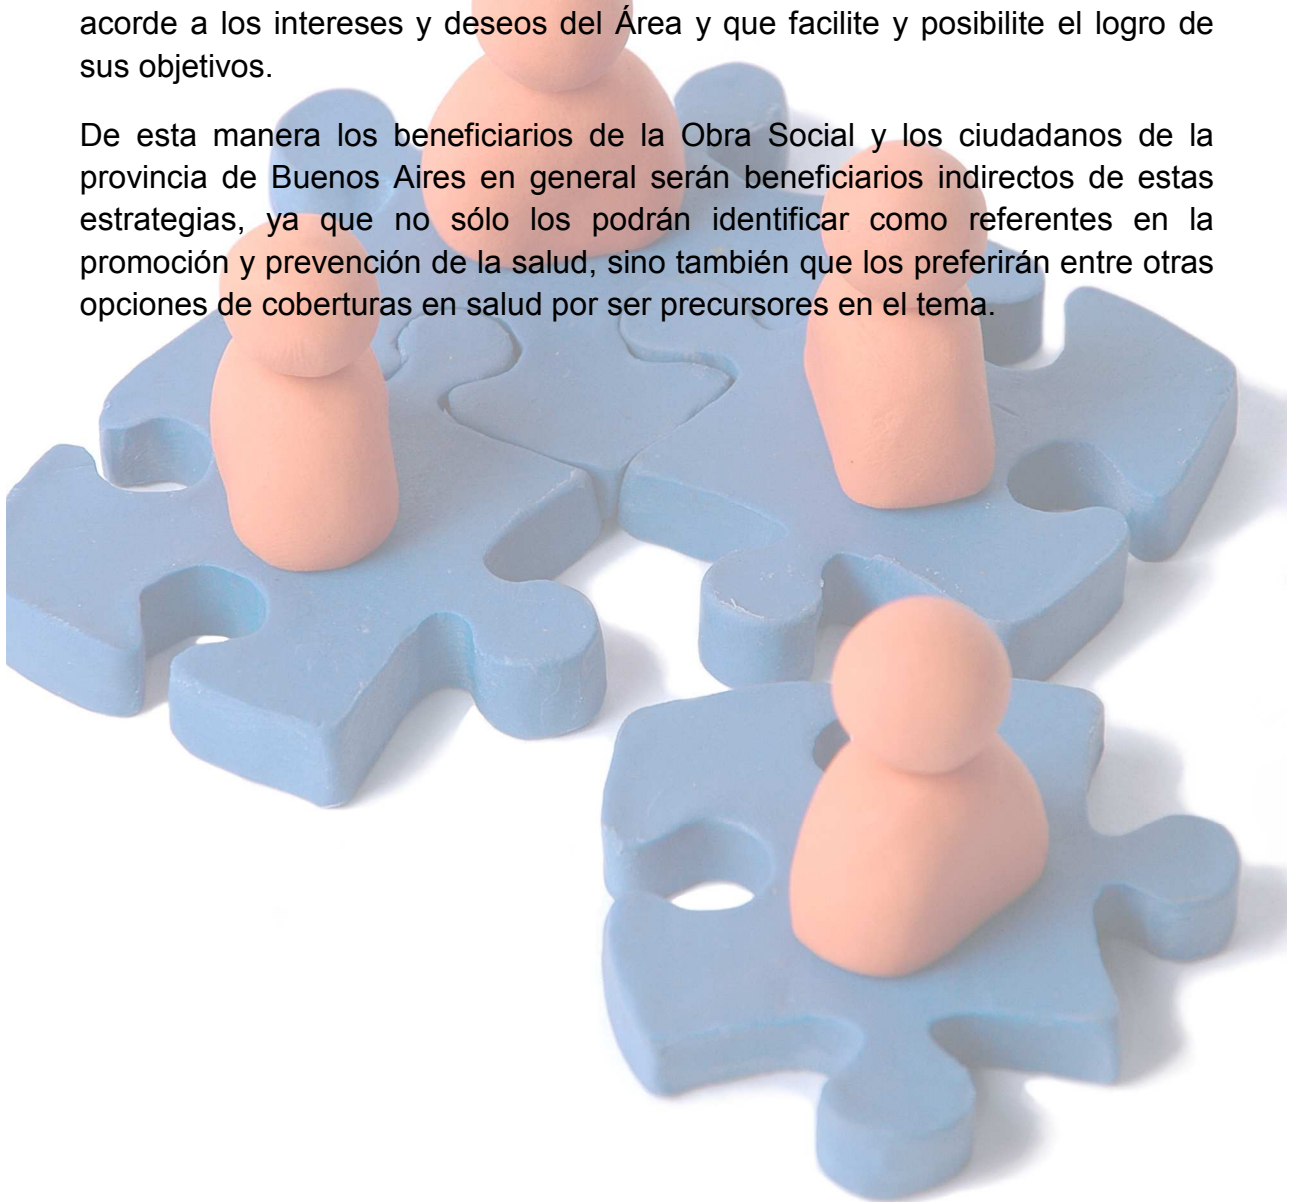 acorde a los intereses y deseos del Área y que facilite y posibilite el logro de
sus objetivos.
De esta manera los beneficiarios de la Obra Social y los ciudadanos de la
provincia de Buenos Aires en general serán beneficiarios indirectos de estas
estrategias, ya que no sólo los podrán identificar como referentes en la
promoción y prevención de la salud, sino también que los preferirán entre otras
opciones de coberturas en salud por ser precursores en el tema.